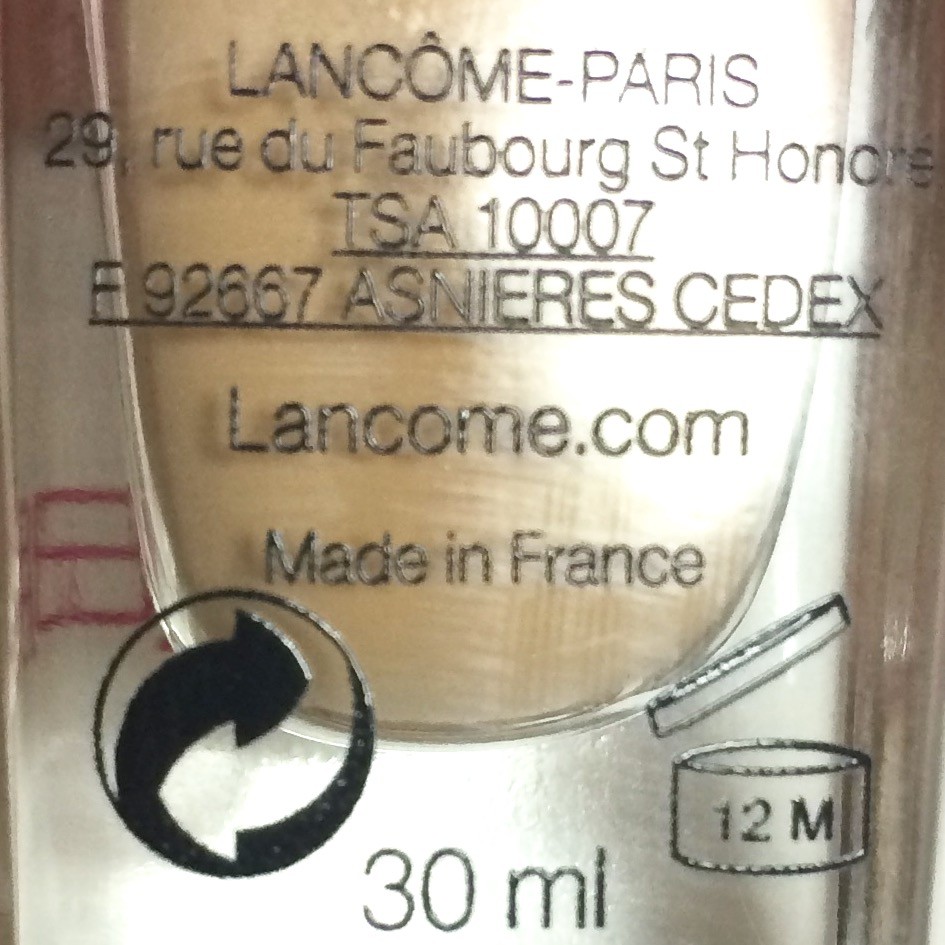 LANCÔME-PARIS
29, rue du Faubourg St Honoré
TSA 10007
F 92667 ASNIERES CEDEX
Lancome.com
Made in France
12 M
30 ml